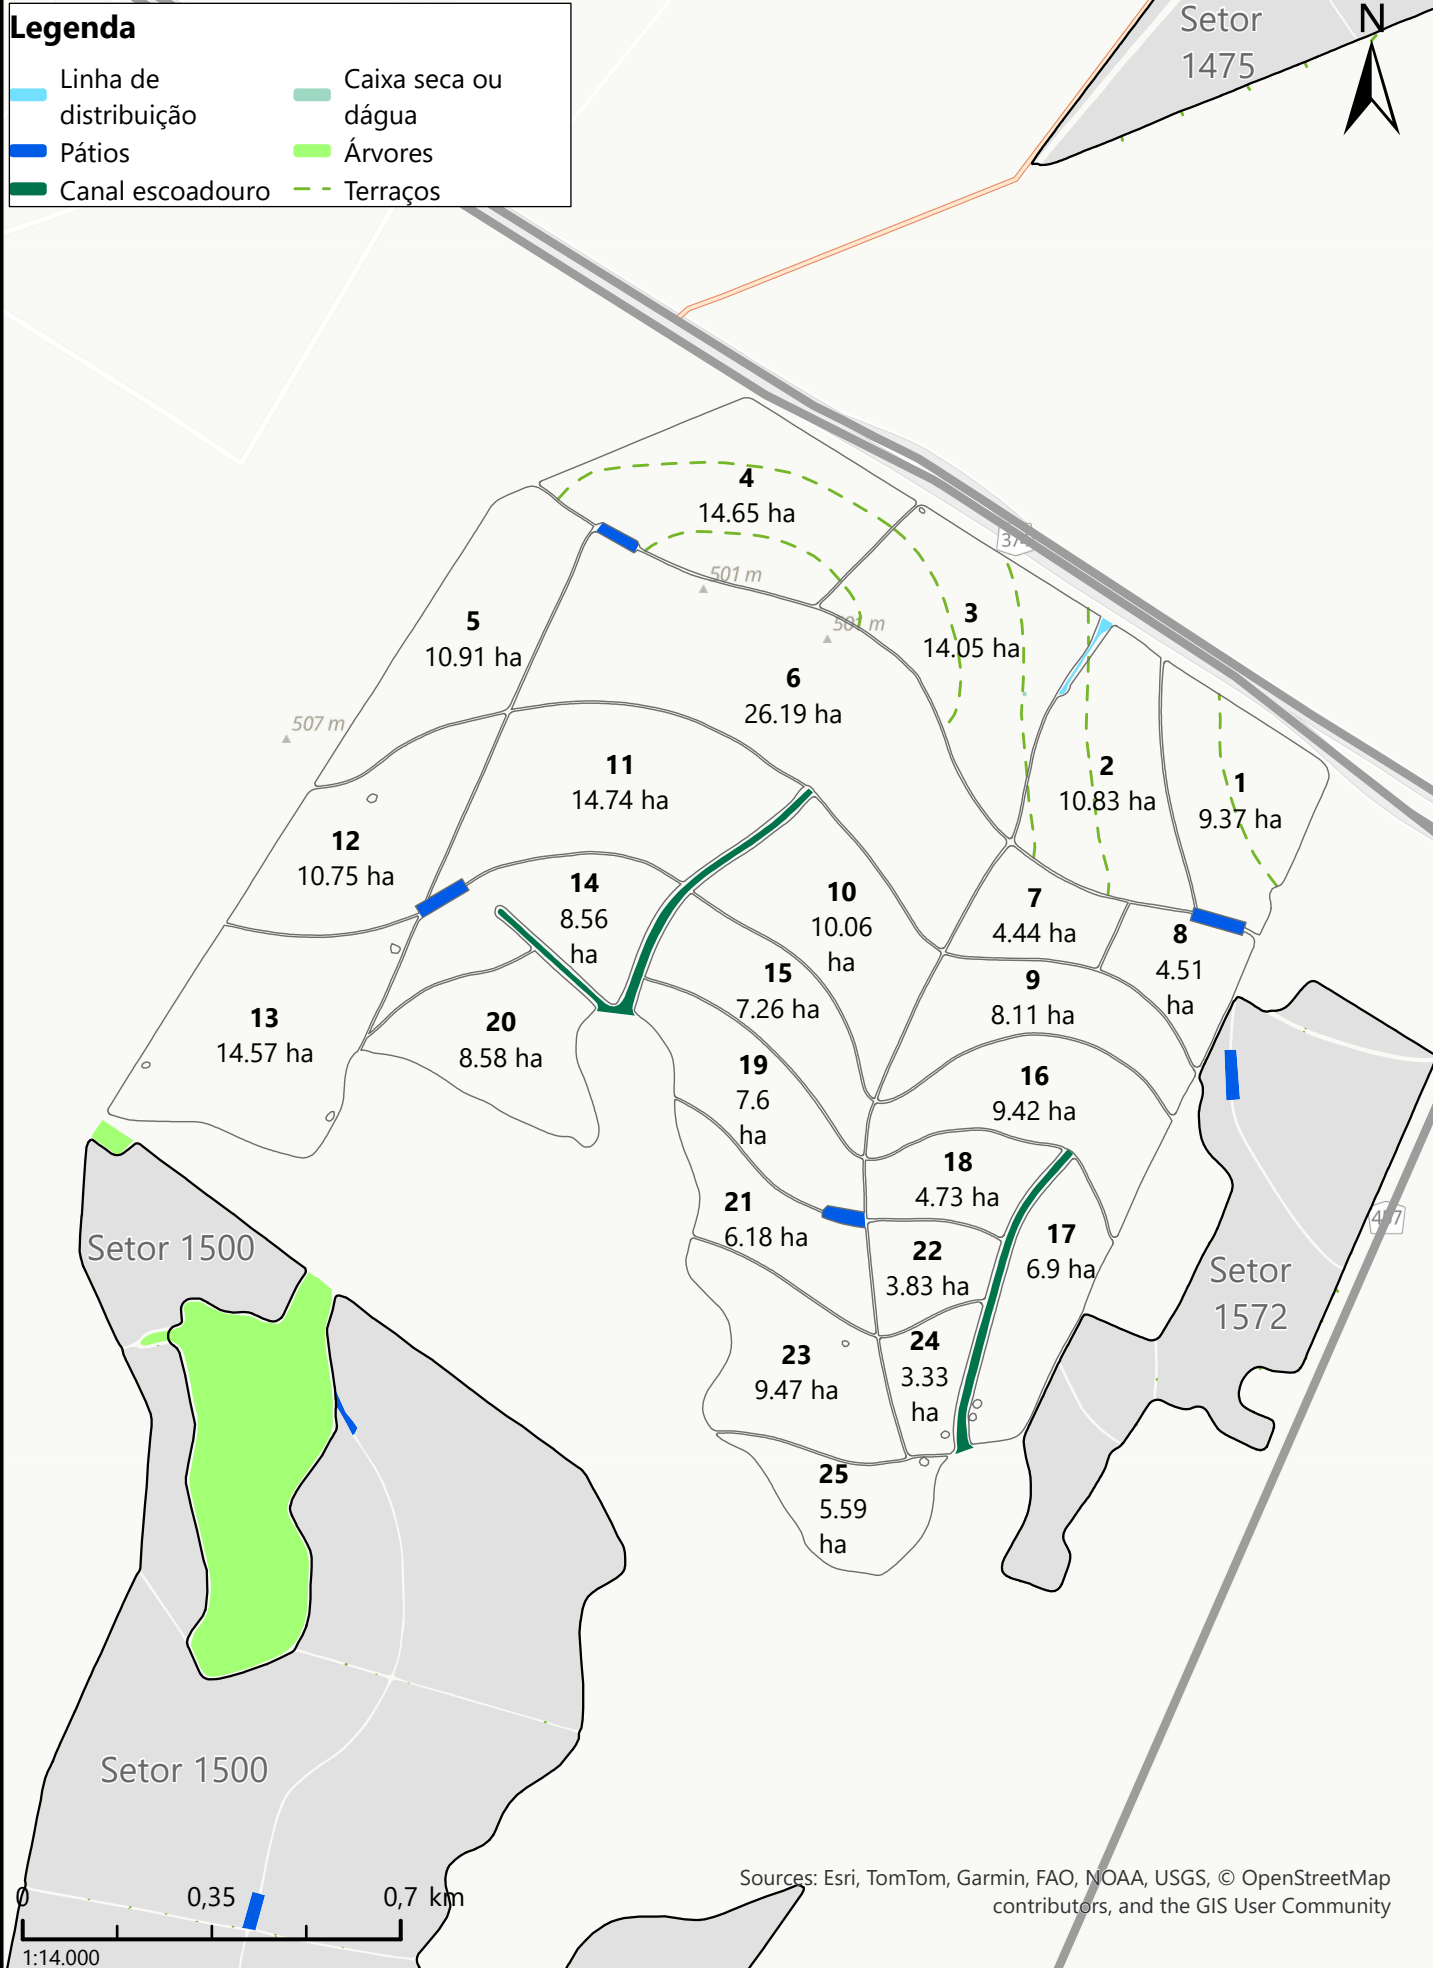 Legenda
Linha de
distribuição
Pátios
Canal escoadouro
Caixa seca ou
dágua
Árvores
Terraços
Setor
1475
N
4
14.65 ha
501 m
501 m
3
14.05 ha
5
10.91 ha
6
26.19 ha
507 m
11
14.74 ha
2
10.83 ha
1
9.37 ha
12
10.75 ha
14
8.56
ha
10
10.06
ha
7
4.44 ha
8
4.51
ha
15
7.26 ha
9
8.11 ha
13
14.57 ha
20
8.58 ha
19
7.6
ha
16
9.42 ha
18
4.73 ha
21
6.18 ha
17
6.9 ha
22
3.83 ha
Setor 1500
Setor
1572
23
9.47 ha
24
3.33
ha
25
5.59
ha
Setor 1500
0 0,35 0,7 km
1:14.000
Sources: Esri, TomTom, Garmin, FAO, NOAA, USGS, © OpenStreetMap
contributors, and the GIS User Community